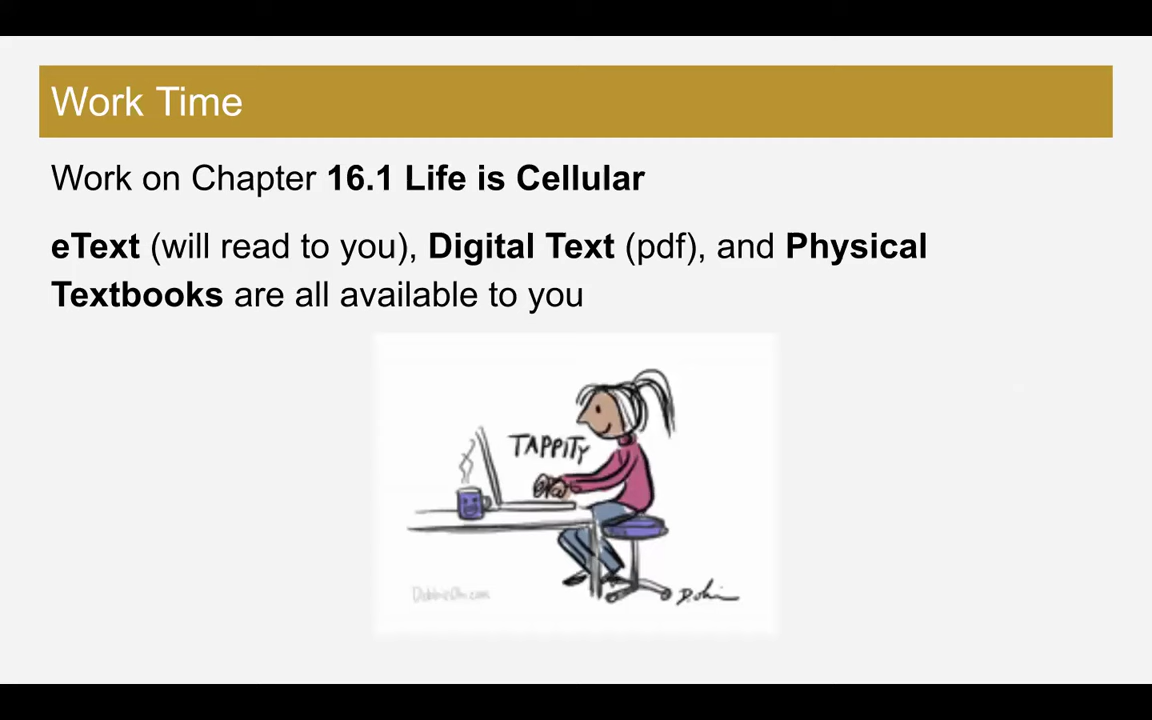 Work Time
Work on Chapter 16.1 Life is Cellular
eText (will read to you), Digital Text (pdf), and Physical
Textbooks are all available to you
TAPPITY
DebbieOhi.com